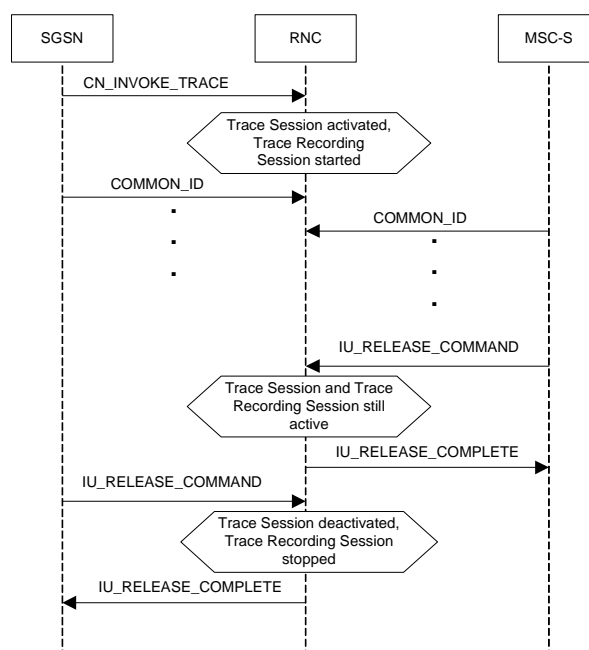 SGSN
RNC
MSC-S
CN_INVOKE_TRACE
Trace Session activated,
Trace Recording
Session started
COMMON_ID
COMMON_ID
IU_RELEASE_COMMAND
Trace Session and Trace
Recording Session still
active
IU_RELEASE_COMPLETE
IU_RELEASE_COMMAND
Trace Session deactivated,
Trace Recording Session
stopped
IU_RELEASE_COMPLETE